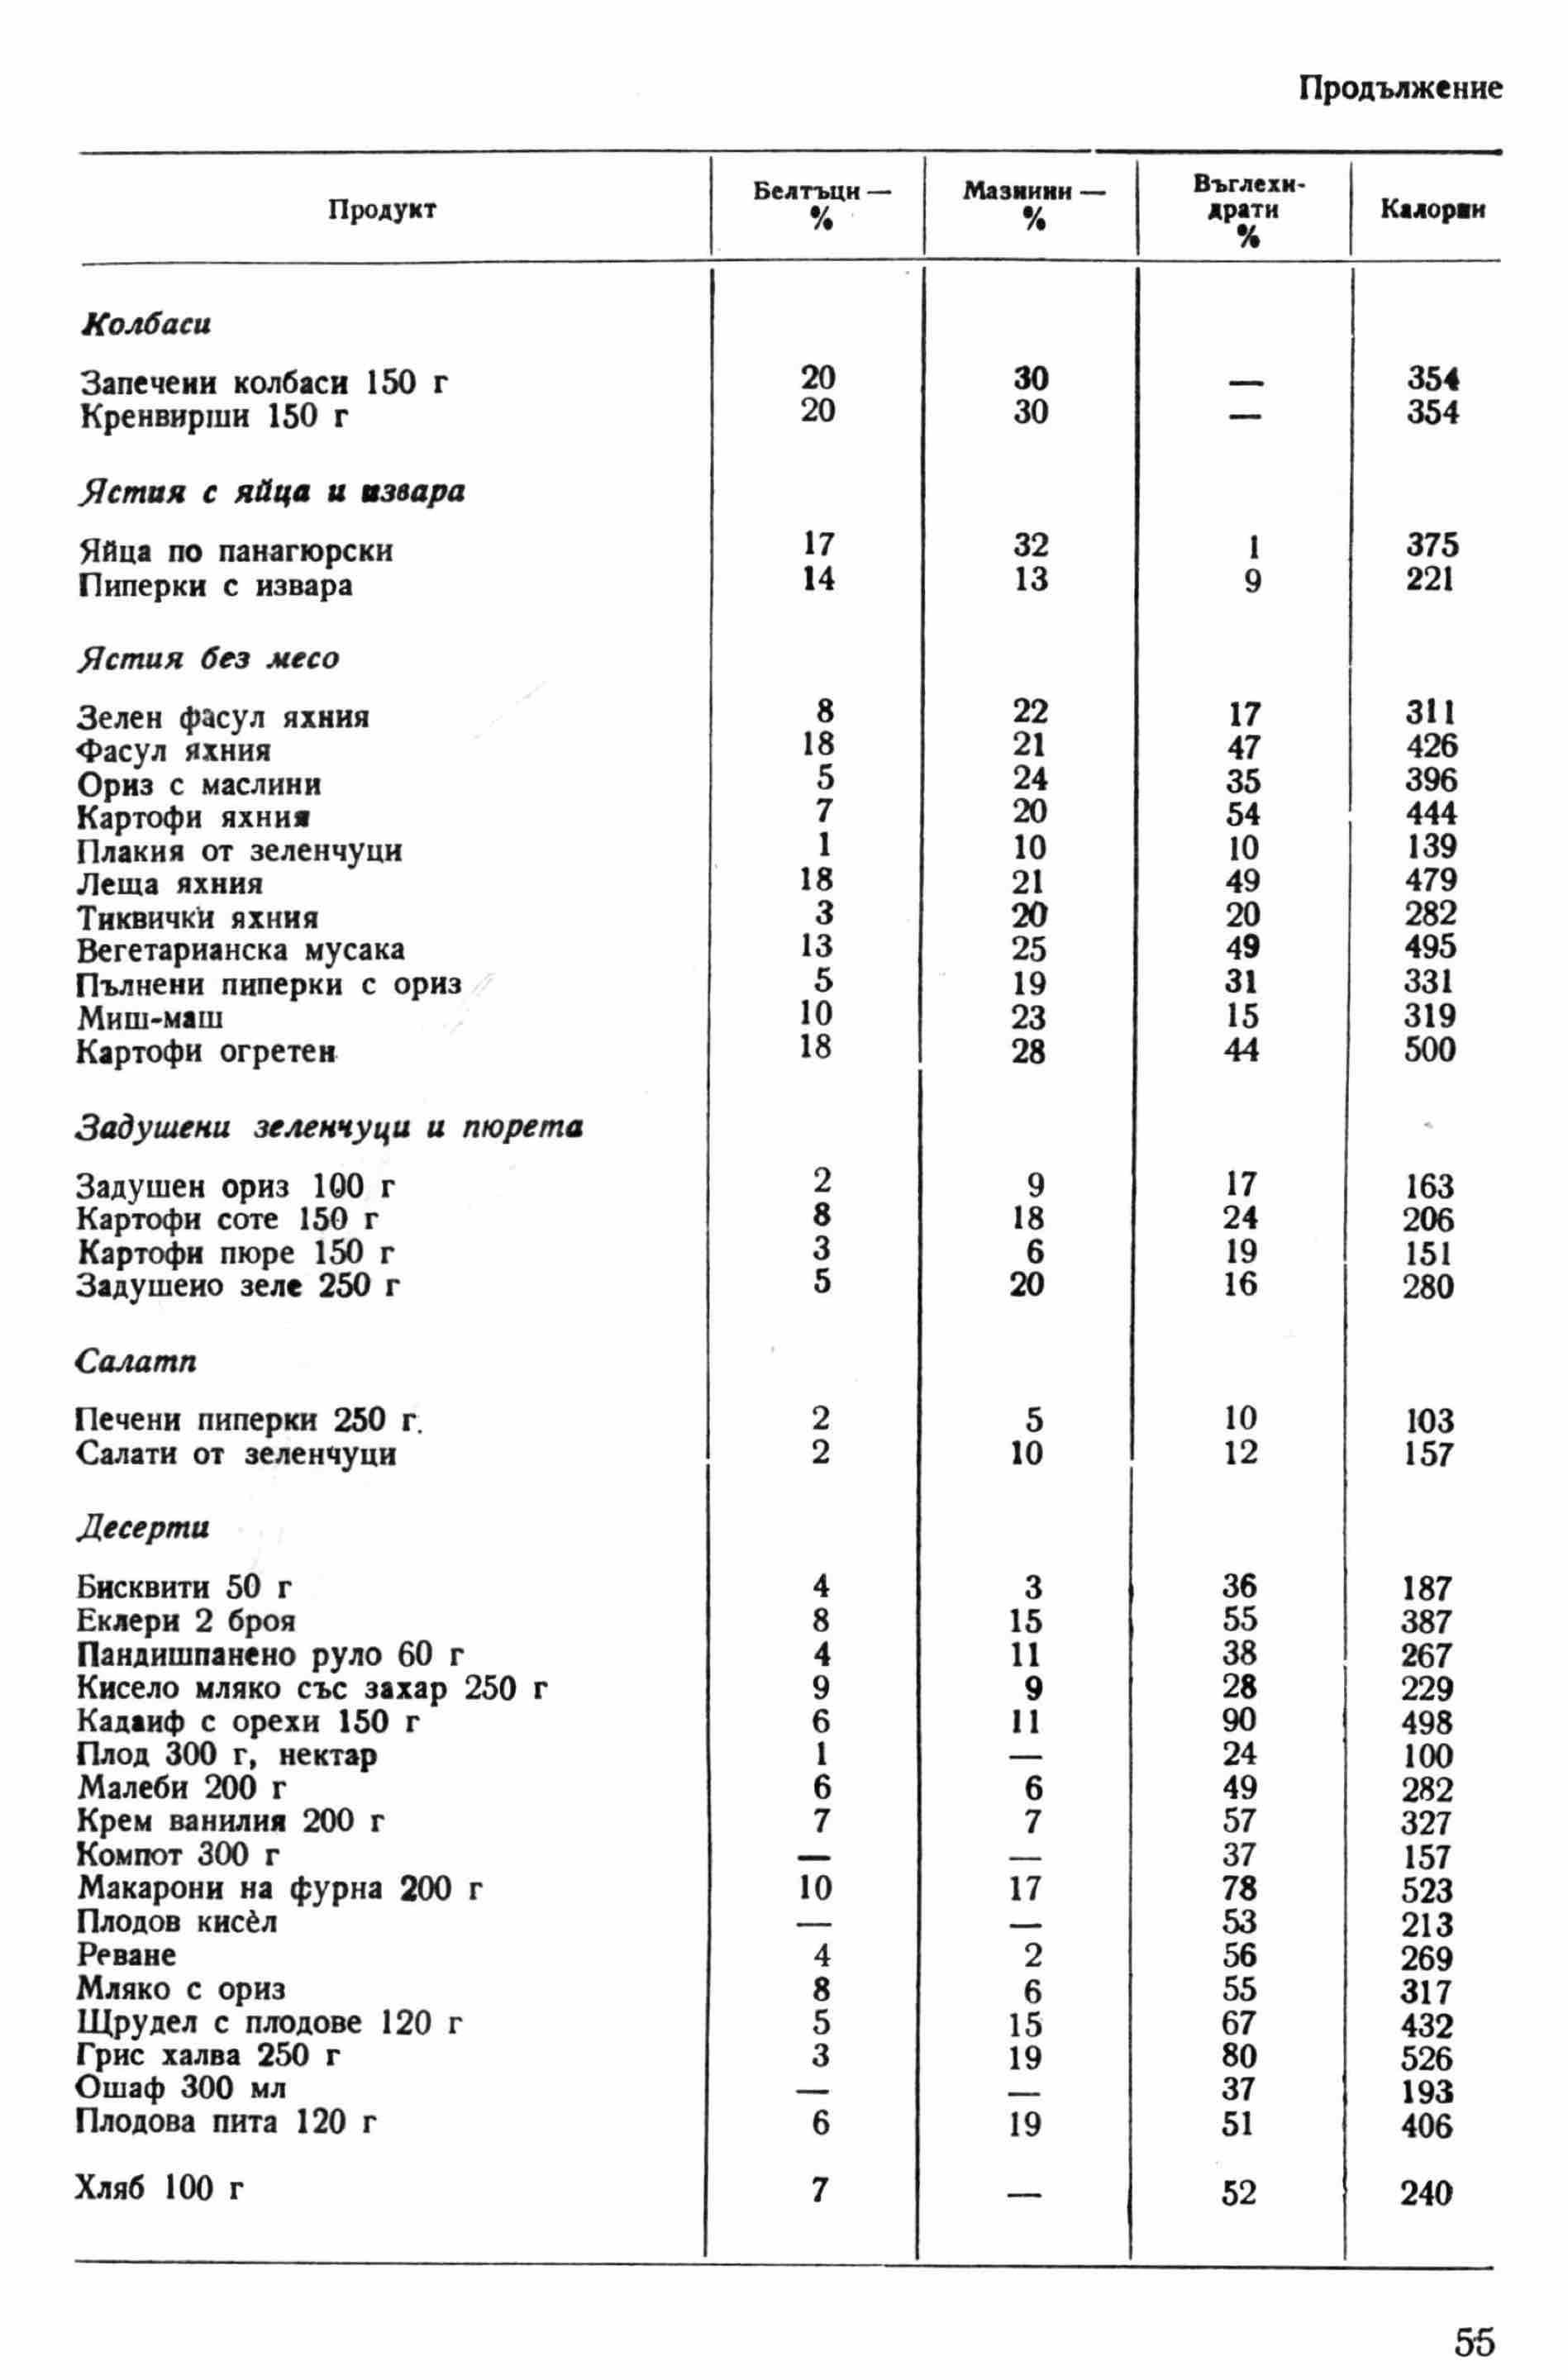 Продължение
Продукт Белтъци — % Мазнини — % Въглехи-драти % Калории
Колбаси
Запечени колбаси 150 г 20 30 — 354
Кренвирши 150 г 20 30 — 354
Ястия с яйца и извара
Яйца по панагюрски 17 32 1 375
Пиперки с извара 14 13 9 221
Ястия без месо
Зелен фасул яхния 8 22 17 311
Фасул яхния 18 21 47 426
Ориз с маслини 5 24 35 396
Картофи яхния 7 20 54 444
Плакия от зеленчуци 1 10 10 139
Леща яхния 18 21 49 479
Тиквички яхния 3 20 20 282
Вегетарианска мусака 13 25 49 495
Пълнени пиперки с ориз 5 19 31 331
Миш-маш 10 23 15 319
Картофи огретен 18 28 44 500
Задушени зеленчуци и пюрета
Задушен ориз 100 г 2 9 17 163
Картофи соте 150 г 8 18 24 206
Картофи пюре 150 г 3 6 19 151
Задушено зеле 250 г 5 20 16 280
Салатп
Печени пиперки 250 г. 2 5 10 103
Салати от зеленчуци 2 10 12 157
Десерти
Бисквити 50 г 4 3 36 187
Еклери 2 броя 8 15 55 387
Пандишпанено руло 60 г 4 11 38 267
Кисело мляко със захар 250 г 9 9 28 229
Кадаиф с орехи 150 г 6 11 90 498
Плод 300 г, нектар 1 — 24 100
Малеби 200 г 6 6 49 282
Крем ванилия 200 г 7 7 57 327
Компот 300 г — — 37 157
Макарони на фурна 200 г 10 17 78 523
Плодов кисѐл — — 53 213
Реване 4 2 56 269
Мляко с ориз 8 6 55 317
Щрудел с плодове 120 г 5 15 67 432
Грис халва 250 г 3 19 80 526
Ошаф 300 мл — — 37 193
Плодова пита 120 г 6 19 51 406
Хляб 100 г 7 — 52 240
55